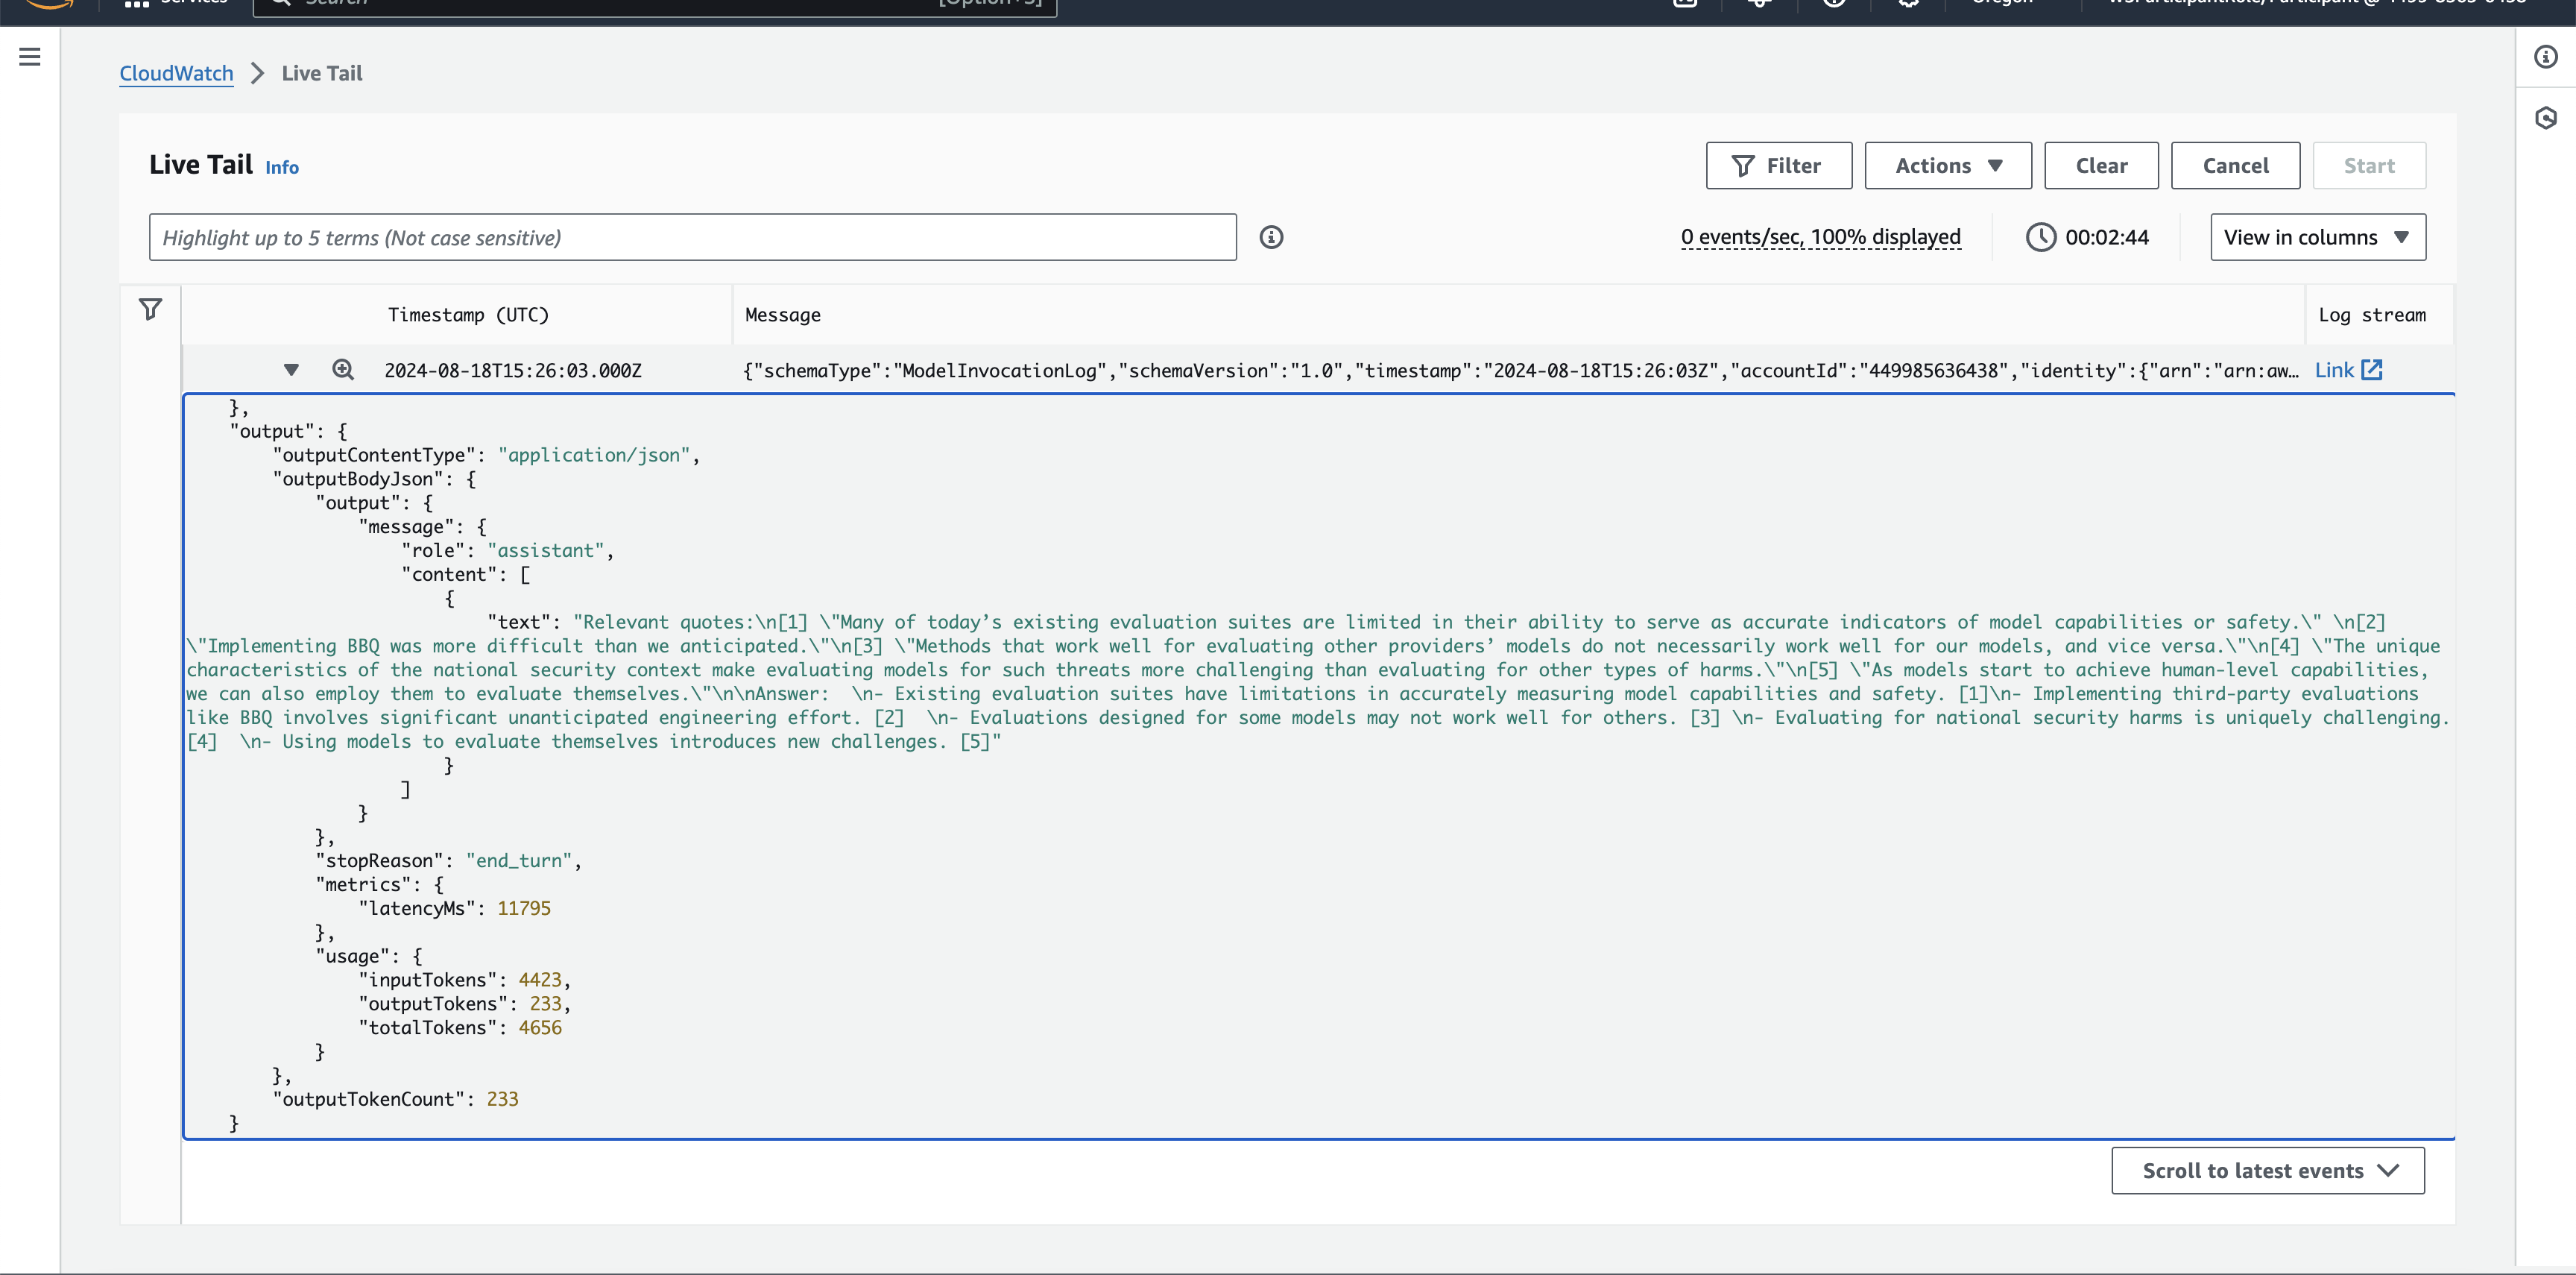 Services
Search
[Option+S]
Oregon
CloudWatch > Live Tail
Live Tail Info
Filter
Actions
Clear
Cancel
Start
Highlight up to 5 terms (Not case sensitive)
0 events/sec, 100% displayed
00:02:44
View in columns
Timestamp (UTC)
Message
Log stream
2024-08-18T15:26:03.000Z
{"schemaType":"ModelInvocationLog","schemaVersion":"1.0","timestamp":"2024-08-18T15:26:03Z","accountId":"449985636438","identity":{"arn":"arn:aw…
Link
},
"output": {
"outputContentType": "application/json",
"outputBodyJson": {
"output": {
"message": {
"role": "assistant",
"content": [
{
"text": "Relevant quotes:\n[1] \"Many of today’s existing evaluation suites are limited in their ability to serve as accurate indicators of model capabilities or safety.\" \n[2]
\"Implementing BBQ was more difficult than we anticipated.\"\n[3] \"Methods that work well for evaluating other providers’ models do not necessarily work well for our models, and vice versa.\"\n[4] \"The unique
characteristics of the national security context make evaluating models for such threats more challenging than evaluating for other types of harms.\"\n[5] \"As models start to achieve human-level capabilities,
we can also employ them to evaluate themselves.\"\n\nAnswer:  \n- Existing evaluation suites have limitations in accurately measuring model capabilities and safety. [1]\n- Implementing third-party evaluations
like BBQ involves significant unanticipated engineering effort. [2]  \n- Evaluations designed for some models may not work well for others. [3] \n- Evaluating for national security harms is uniquely challenging.
[4]  \n- Using models to evaluate themselves introduces new challenges. [5]"
}
]
}
},
"stopReason": "end_turn",
"metrics": {
"latencyMs": 11795
},
"usage": {
"inputTokens": 4423,
"outputTokens": 233,
"totalTokens": 4656
}
},
"outputTokenCount": 233
}
Scroll to latest events